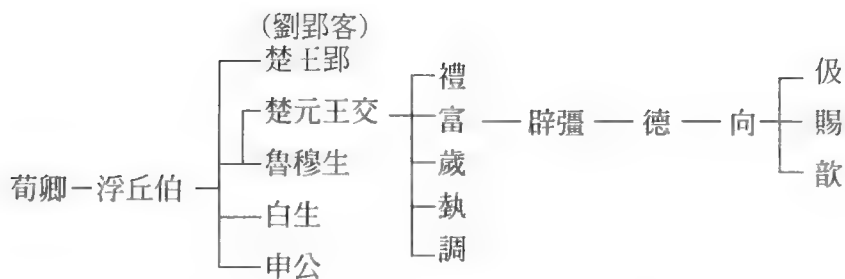 (劉郢客)
楚王郢
楚元王交
魯穆生
荀卿－浮丘伯
白生
申公
禮
富
歲
埶
調
辟彊
德
向
伋
賜
歆